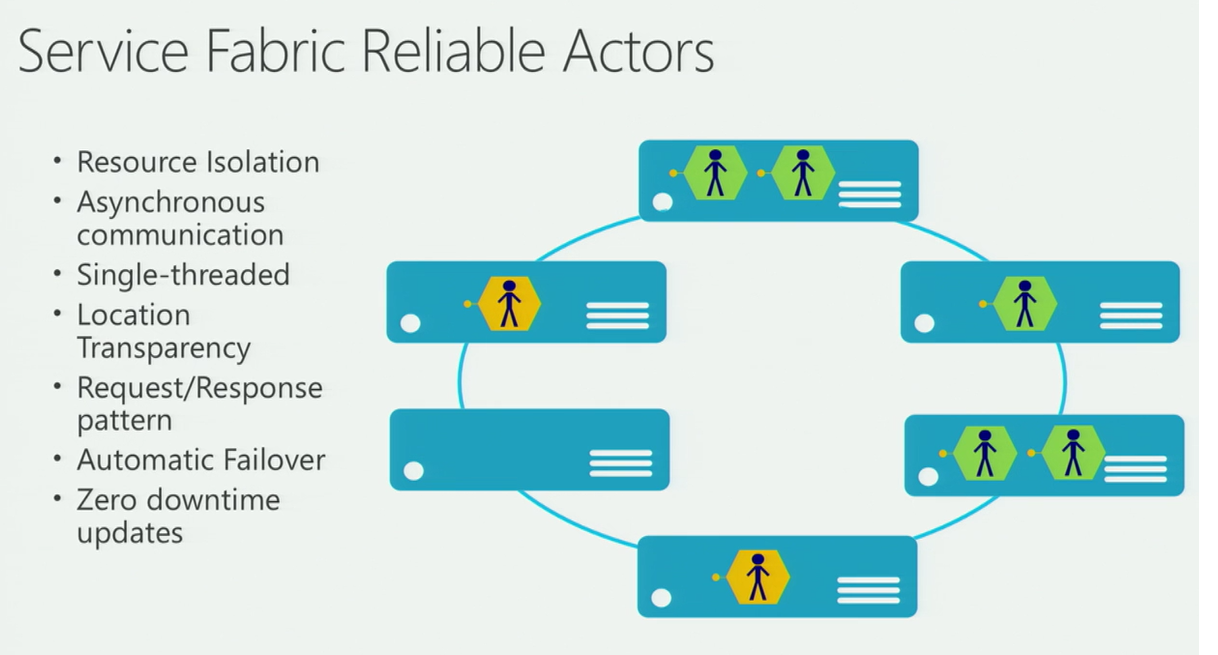 Service Fabric Reliable Actors
• Resource Isolation
• Asynchronous
communication
• Single-threaded
• Location
Transparency
• Request/Response
pattern
• Automatic Failover
• Zero downtime
updates